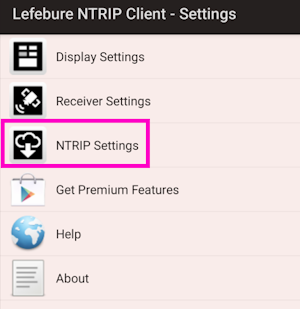 Lefebure NTRIP Client - Settings
Display Settings
Receiver Settings
NTRIP Settings
Get Premium Features
Help
About